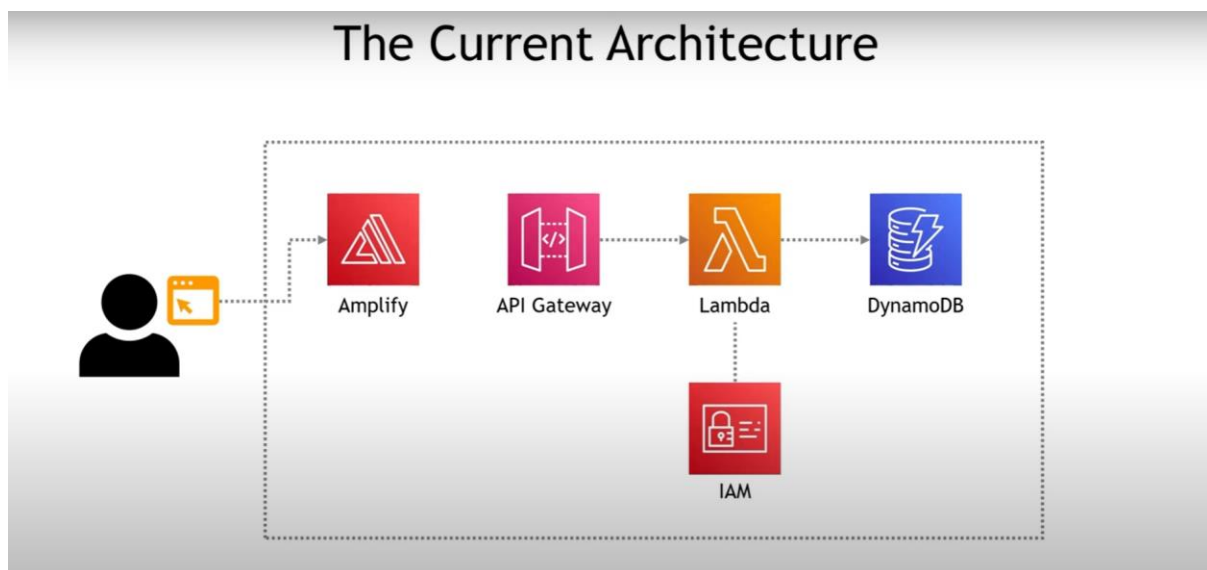 The Current Architecture
Amplify
API Gateway
Lambda
DynamoDB
IAM